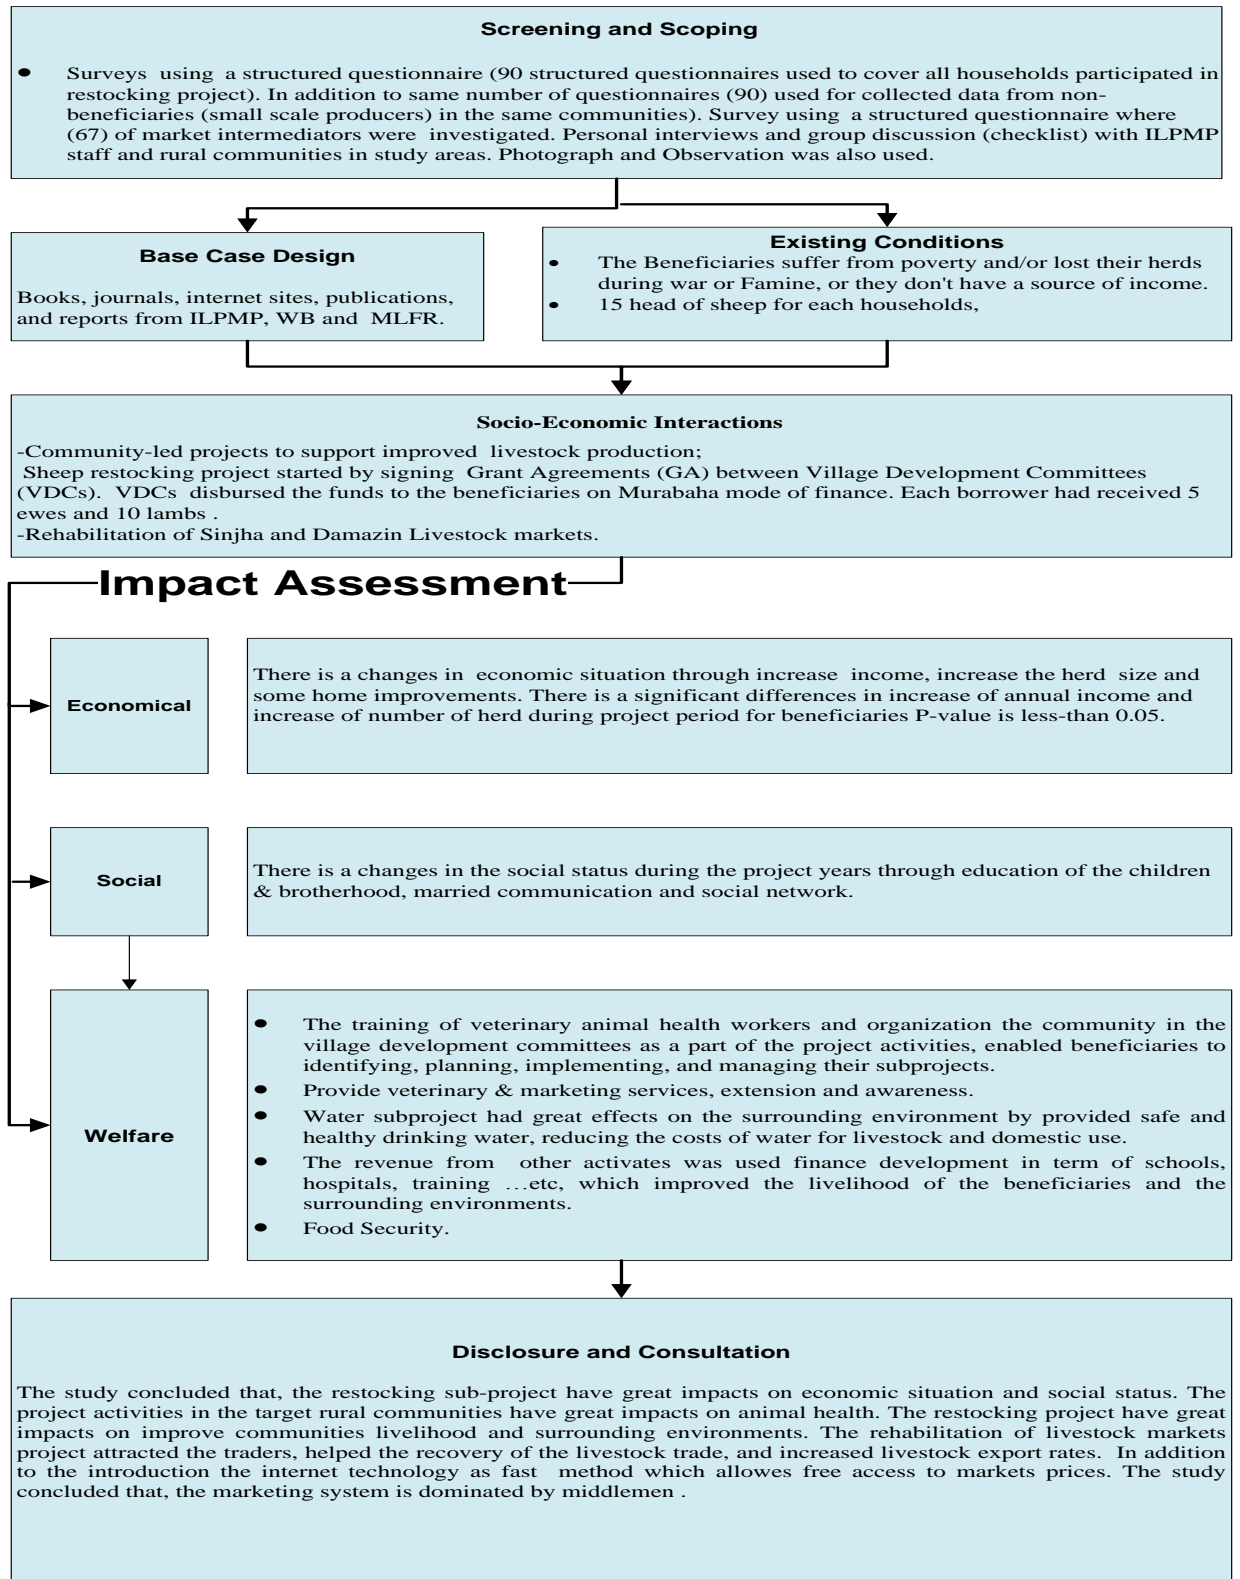 Screening and Scoping
● Surveys using a structured questionnaire (90 structured questionnaires used to cover all households participated in
restocking project). In addition to same number of questionnaires (90) used for collected data from non-
beneficiaries (small scale producers) in the same communities). Survey using a structured questionnaire where
(67) of market intermediators were investigated. Personal interviews and group discussion (checklist) with ILPMP
staff and rural communities in study areas. Photograph and Observation was also used.
Base Case Design
Books, journals, internet sites, publications,
and reports from ILPMP, WB and MLFR.
Existing Conditions
● The Beneficiaries suffer from poverty and/or lost their herds
during war or Famine, or they don't have a source of income.
● 15 head of sheep for each households,
Socio-Economic Interactions
-Community-led projects to support improved livestock production;
Sheep restocking project started by signing Grant Agreements (GA) between Village Development Committees
(VDCs). VDCs disbursed the funds to the beneficiaries on Murabaha mode of finance. Each borrower had received 5
ewes and 10 lambs .
-Rehabilitation of Sinjha and Damazin Livestock markets.
Impact Assessment
Economical
There is a changes in economic situation through increase income, increase the herd size and
some home improvements. There is a significant differences in increase of annual income and
increase of number of herd during project period for beneficiaries P-value is less-than 0.05.
Social
There is a changes in the social status during the project years through education of the children
& brotherhood, married communication and social network.
Welfare
● The training of veterinary animal health workers and organization the community in the
village development committees as a part of the project activities, enabled beneficiaries to
identifying, planning, implementing, and managing their subprojects.
● Provide veterinary & marketing services, extension and awareness.
● Water subproject had great effects on the surrounding environment by provided safe and
healthy drinking water, reducing the costs of water for livestock and domestic use.
● The revenue from other activates was used finance development in term of schools,
hospitals, training …etc, which improved the livelihood of the beneficiaries and the
surrounding environments.
● Food Security.
Disclosure and Consultation
The study concluded that, the restocking sub-project have great impacts on economic situation and social status. The
project activities in the target rural communities have great impacts on animal health. The restocking project have great
impacts on improve communities livelihood and surrounding environments. The rehabilitation of livestock markets
project attracted the traders, helped the recovery of the livestock trade, and increased livestock export rates. In addition
to the introduction the internet technology as fast method which allowes free access to markets prices. The study
concluded that, the marketing system is dominated by middlemen .